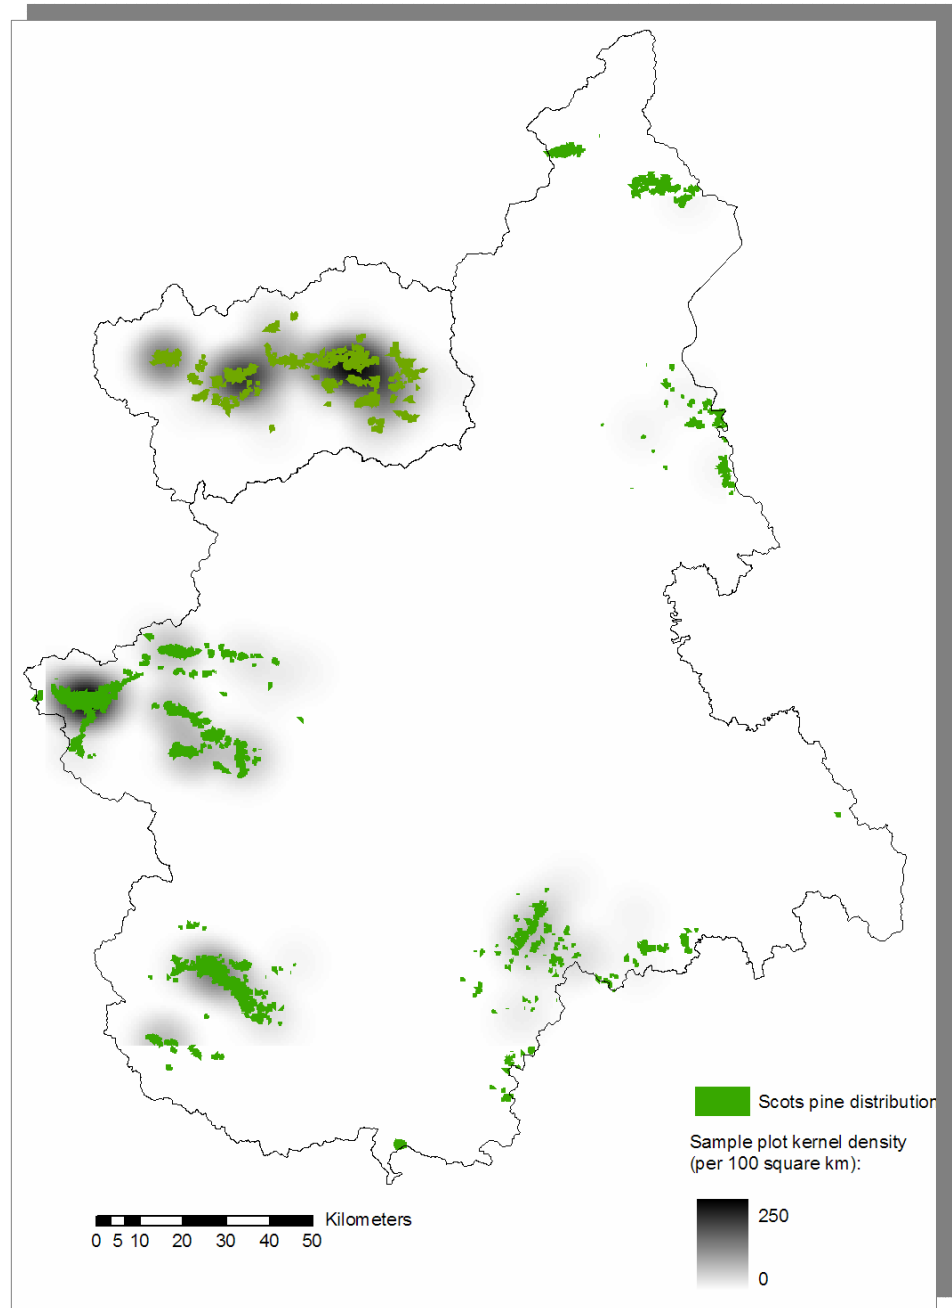 Scots pine distribution
Sample plot kernel density
(per 100 square km):
250
0
Kilometers
0 5 10 20 30 40 50